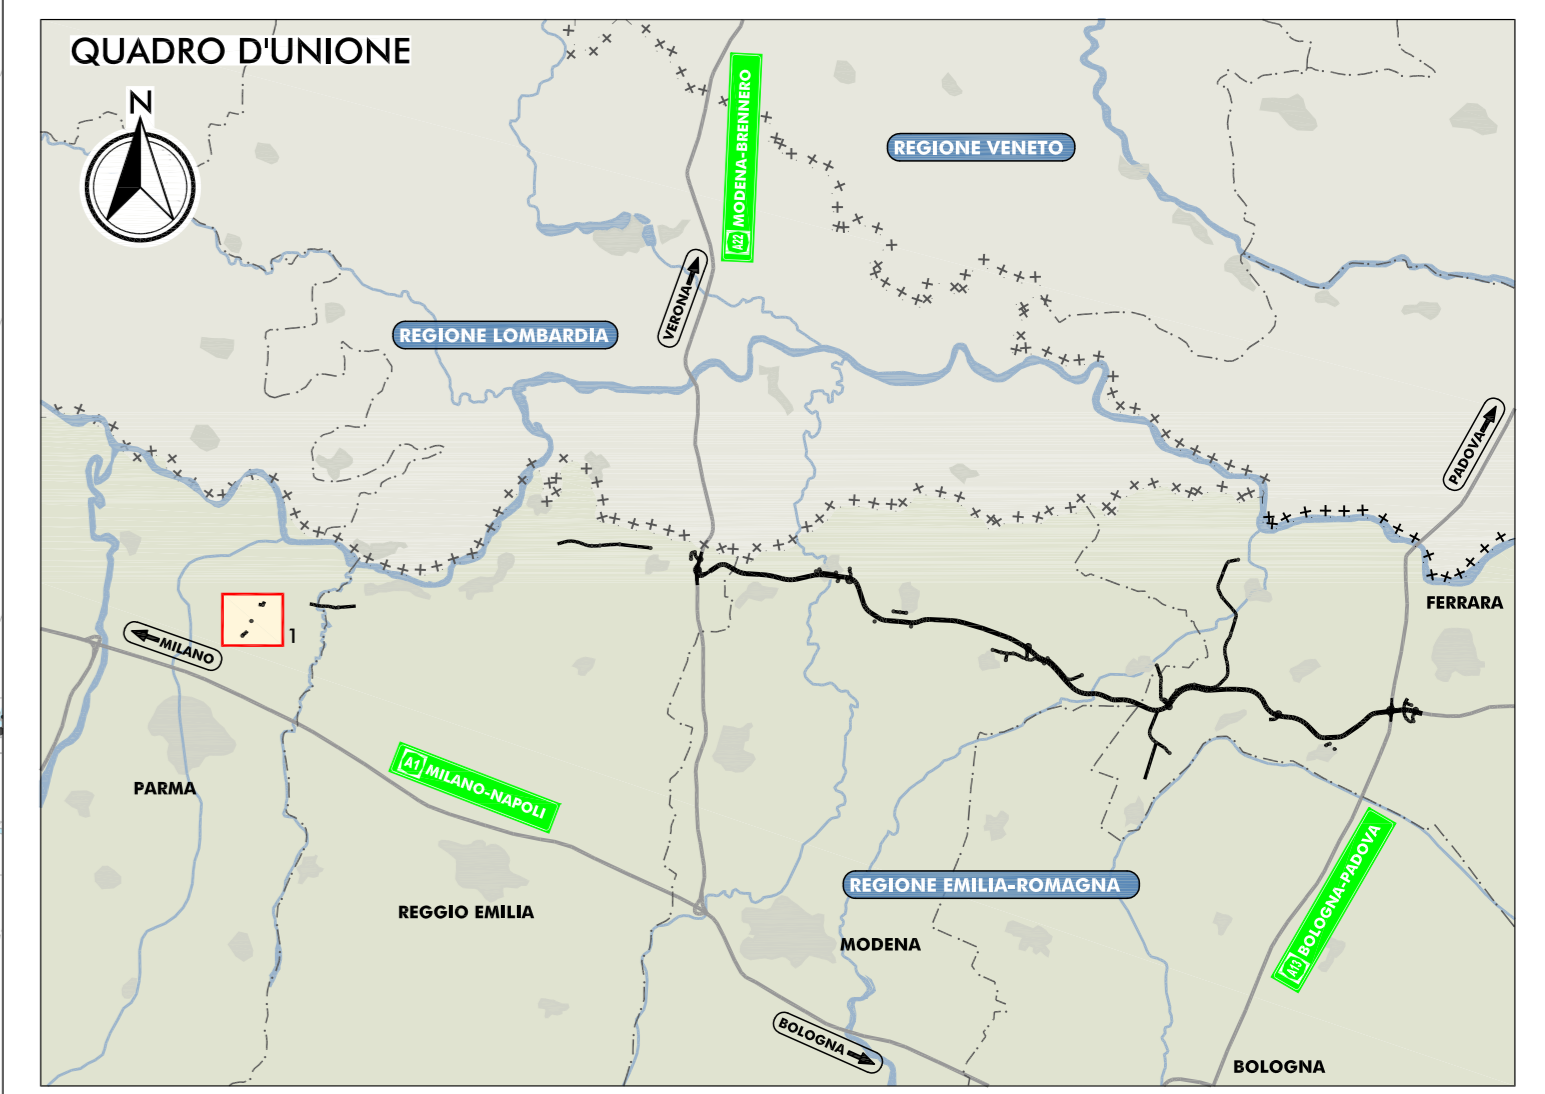 QUADRO D'UNIONE
N
A22 MODENA-BRENNERO
REGIONE VENETO
VERONA
REGIONE LOMBARDIA
PADOVA
FERRARA
1
MILANO
PARMA
A1 MILANO-NAPOLI
REGIONE EMILIA-ROMAGNA
REGGIO EMILIA
MODENA
A13 BOLOGNA-PADOVA
BOLOGNA
BOLOGNA